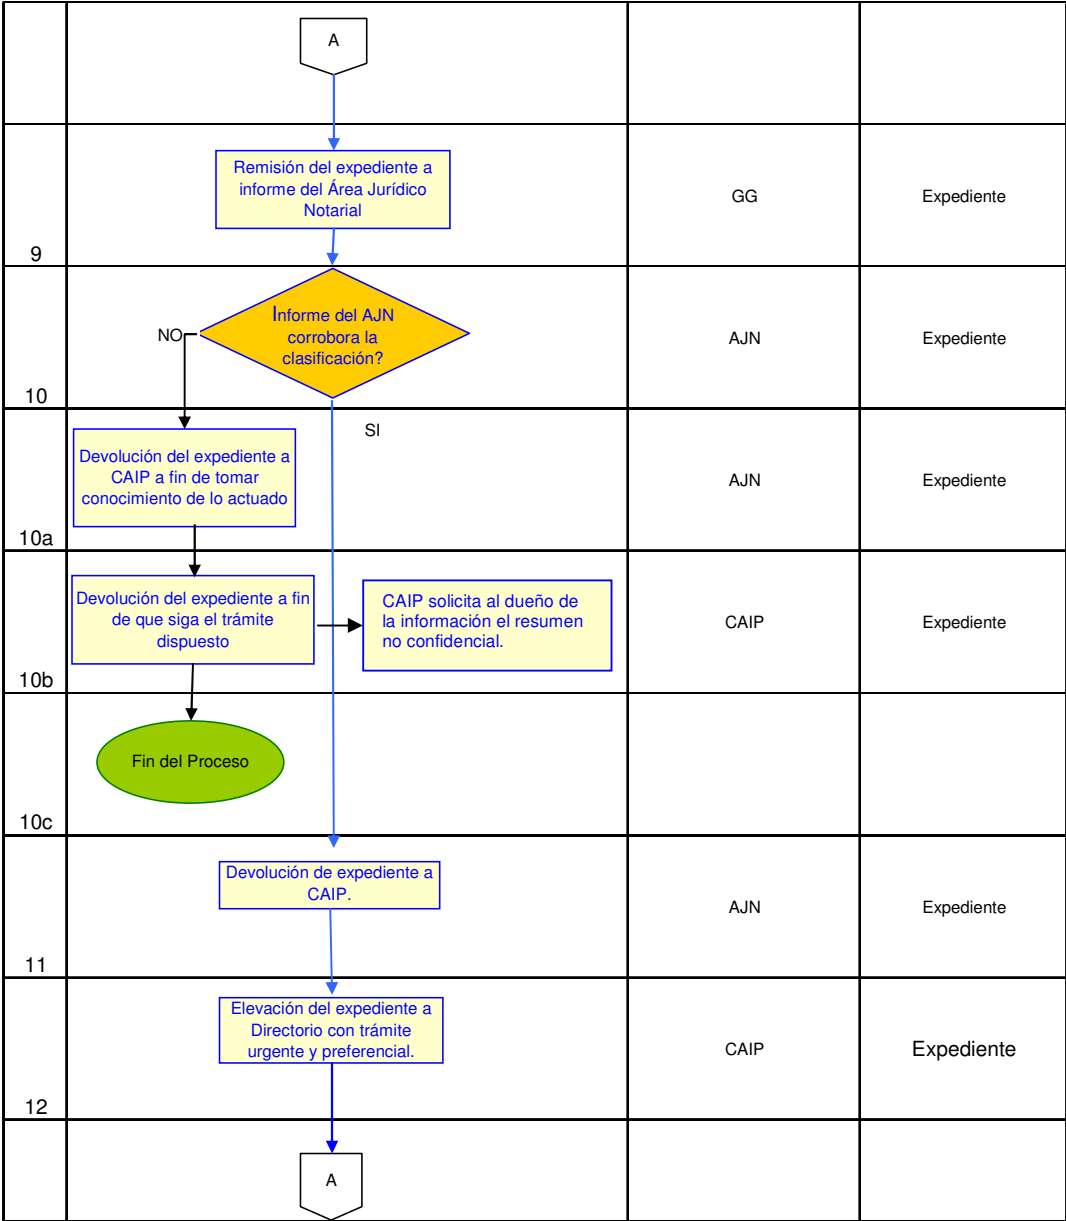 A
Remisión del expediente a
informe del Área Jurídico
Notarial
GG
Expediente
9
Informe del AJN
corrobora la
clasificación?
NO
AJN
Expediente
10
SI
Devolución del expediente a
CAIP a fin de tomar
conocimiento de lo actuado
AJN
Expediente
10a
Devolución del expediente a fin
de que siga el trámite
dispuesto
CAIP solicita al dueño de
la información el resumen
no confidencial.
CAIP
Expediente
10b
Fin del Proceso
10c
Devolución de expediente a
CAIP.
AJN
Expediente
11
Elevación del expediente a
Directorio con trámite
urgente y preferencial.
CAIP
Expediente
12
A